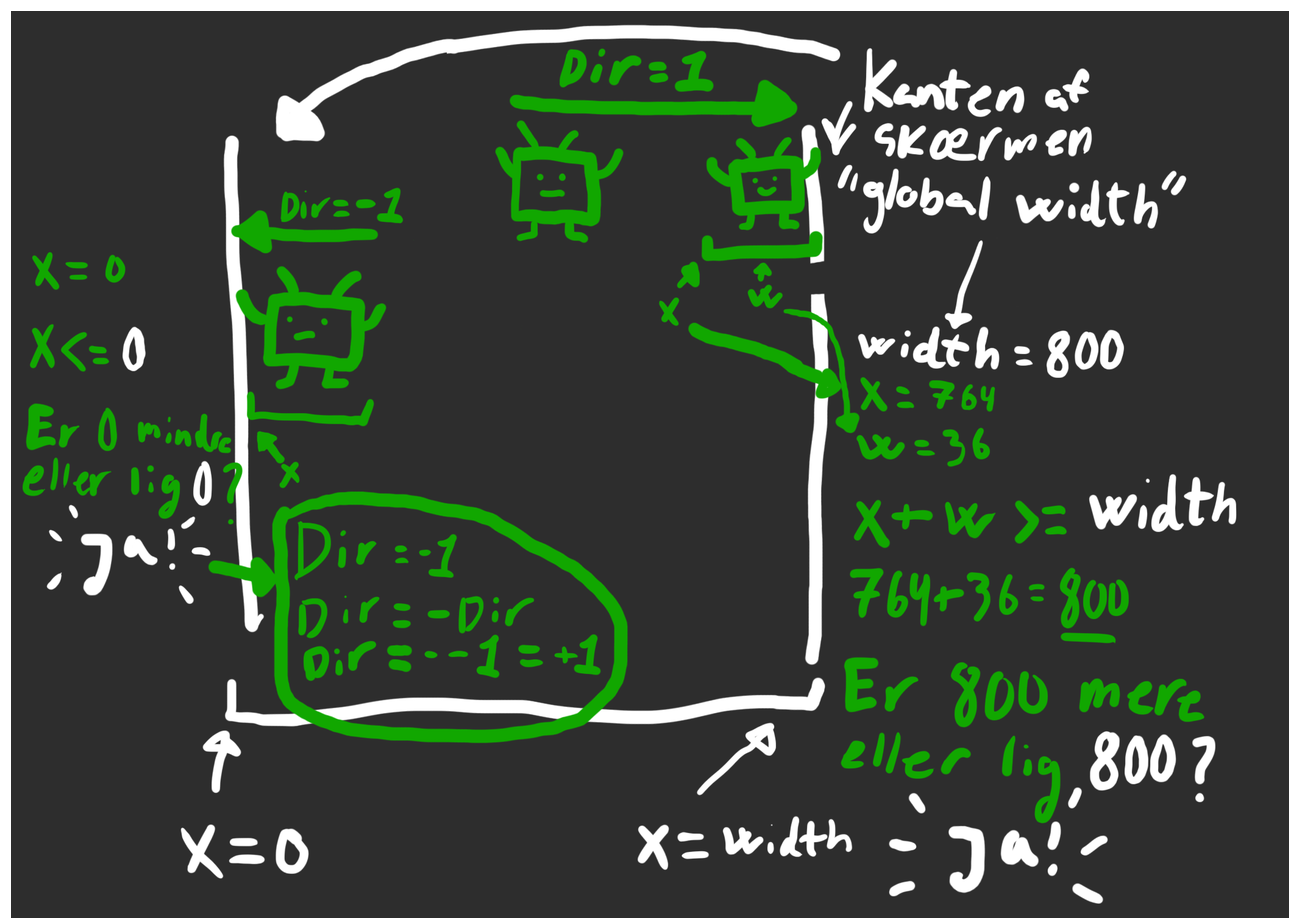 Dir=1
Kanten af
skærmen
"global width"
Dir=-1
X = 0
X<= 0
Er 0 mindre
eller lig 0?
Ja!
x
x
w
width = 800
X = 764
w = 36
X + w >= width
764+36 = 800
Er 800 mere
eller lig 800?
Ja!
Dir = -1
Dir = -Dir
Dir = --1 = +1
X=0
X= width